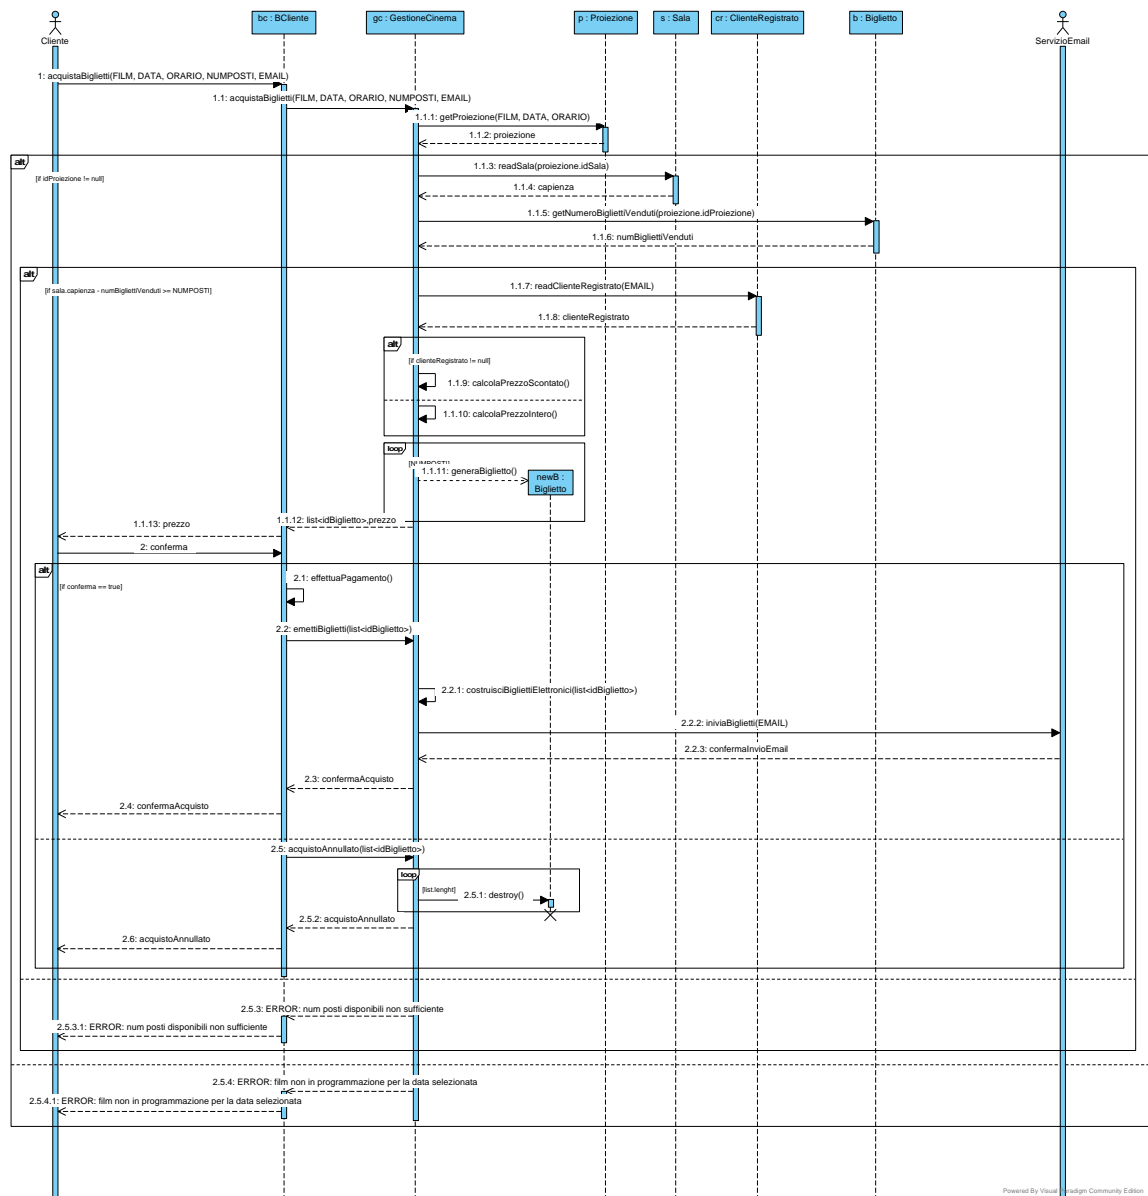 bc : BCliente
gc : GestioneCinema
p : Proiezione
s : Sala
cr : ClienteRegistrato
b : Biglietto
Cliente
ServizioEmail
1: acquistaBiglietti(FILM, DATA, ORARIO, NUMPOSTI, EMAIL)
1.1: acquistaBiglietti(FILM, DATA, ORARIO, NUMPOSTI, EMAIL)
1.1.1: getProiezione(FILM, DATA, ORARIO)
1.1.2: proiezione
alt
[if idProiezione != null]
1.1.3: readSala(proiezione.idSala)
1.1.4: capienza
1.1.5: getNumeroBigliettiVenduti(proiezione.idProiezione)
1.1.6: numBigliettiVenduti
alt
[if sala.capienza - numBigliettiVenduti >= NUMPOSTI]
1.1.7: readClienteRegistrato(EMAIL)
1.1.8: clienteRegistrato
alt
[if clienteRegistrato != null]
1.1.9: calcolaPrezzoScontato()
1.1.10: calcolaPrezzoIntero()
loop
[NUMPOSTI]
1.1.11: generaBiglietto()
newB :
Biglietto
1.1.12: list<idBiglietto>,prezzo
1.1.13: prezzo
2: conferma
alt
[if conferma == true]
2.1: effettuaPagamento()
2.2: emettiBiglietti(list<idBiglietto>)
2.2.1: costruisciBigliettiElettronici(list<idBiglietto>)
2.2.2: iniviaBiglietti(EMAIL)
2.2.3: confermaInvioEmail
2.3: confermaAcquisto
2.4: confermaAcquisto
2.5: acquistoAnnullato(list<idBiglietto>)
loop
[list.lenght]
2.5.1: destroy()
2.5.2: acquistoAnnullato
2.6: acquistoAnnullato
2.5.3: ERROR: num posti disponibili non sufficiente
2.5.3.1: ERROR: num posti disponibili non sufficiente
2.5.4: ERROR: film non in programmazione per la data selezionata
2.5.4.1: ERROR: film non in programmazione per la data selezionata
Powered By Visual Paradigm Community Edition